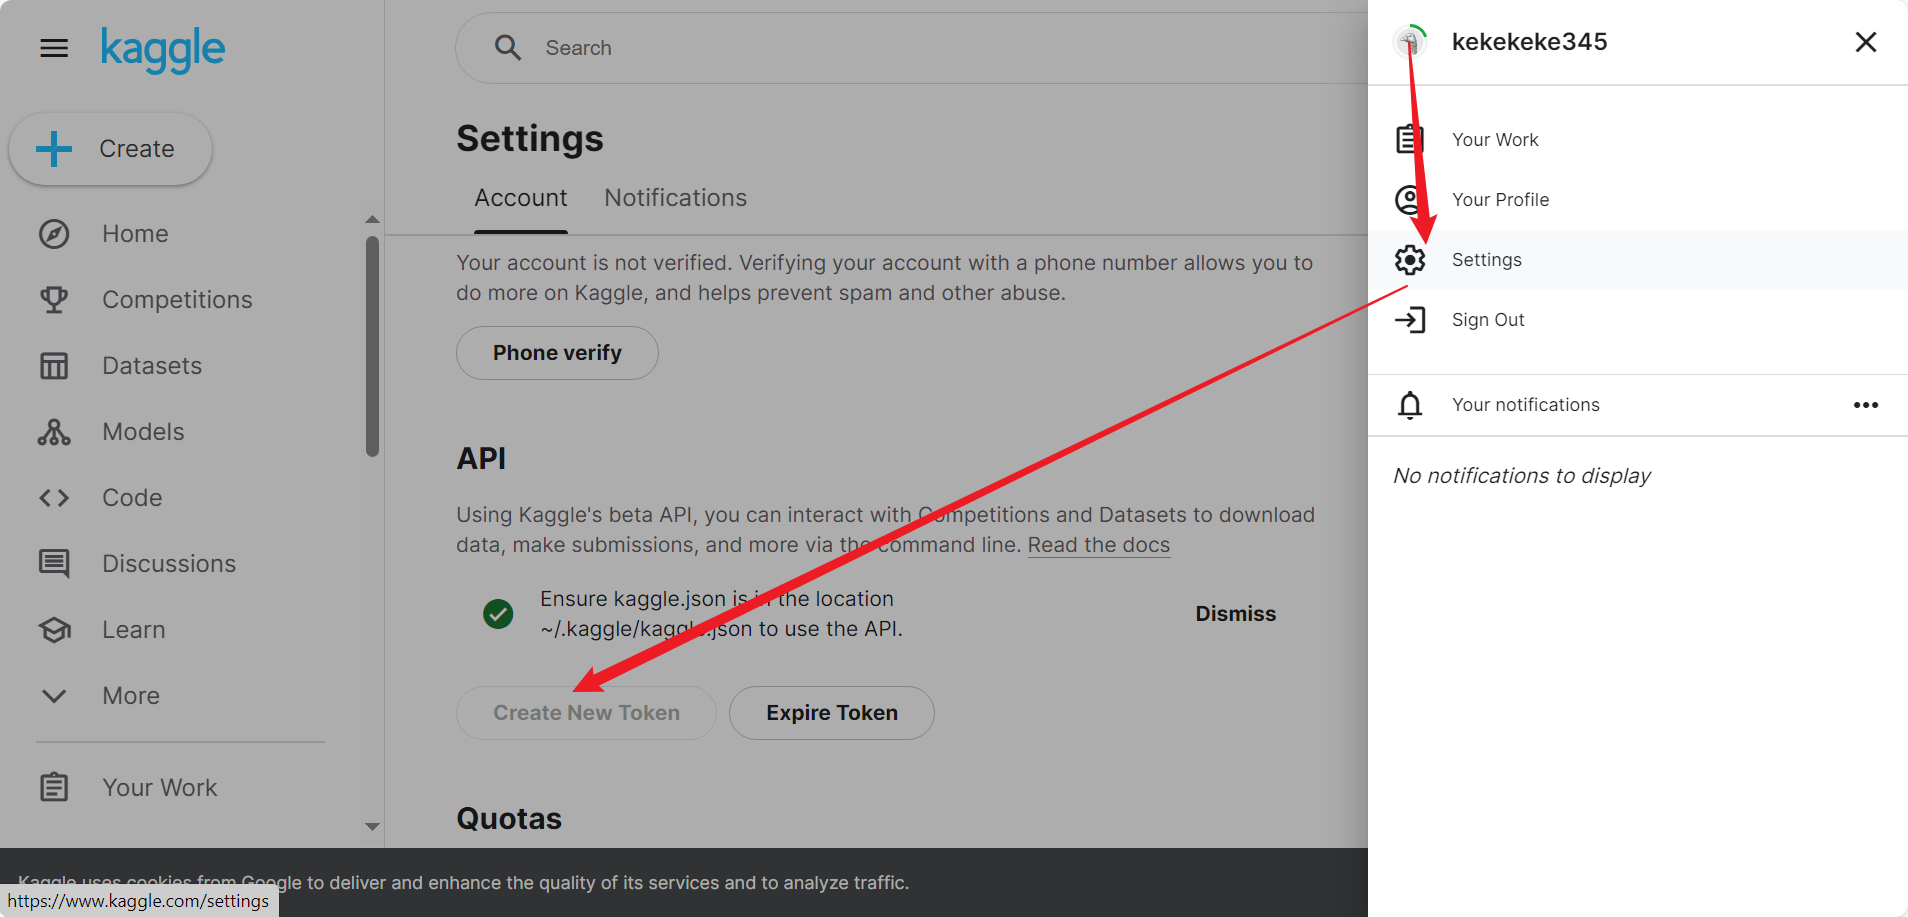 kaggle
Search
kekekeke345
Create
Settings
Account
Notifications
Your Work
Your Profile
Settings
Sign Out
Your notifications
No notifications to display
Home
Competitions
Datasets
Models
Code
Discussions
Learn
More
Your Work
Your account is not verified. Verifying your account with a phone number allows you to
do more on Kaggle, and helps prevent spam and other abuse.
Phone verify
API
Using Kaggle's beta API, you can interact with Competitions and Datasets to download
data, make submissions, and more via the command line. Read the docs
Ensure kaggle.json is in the location
~/.kaggle/kaggle.json to use the API.
Dismiss
Create New Token
Expire Token
Quotas
Kaggle uses cookies from Google to deliver and enhance the quality of its services and to analyze traffic.
https://www.kaggle.com/settings